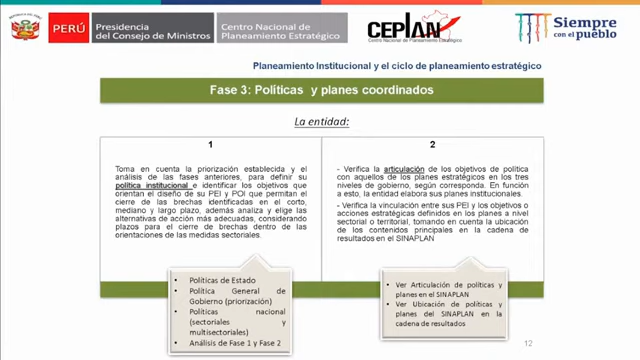 PERÚ
Presidencia
del Consejo de Ministros
Centro Nacional de
Planeamiento Estratégico
CEPLAN
Centro Nacional de Planeamiento Estratégico
Siempre
con el pueblo
Planeamiento Institucional y el ciclo de planeamiento estratégico
Fase 3: Políticas y planes coordinados
La entidad:
1
Toma en cuenta la priorización establecida y el
análisis de las fases anteriores, para definir su
política institucional e identificar los objetivos que
orientan el diseño de su PEI y POI que permitan el
cierre de las brechas identificadas en el corto,
mediano y largo plazo, además analiza y elige las
alternativas de acción más adecuadas, considerando
plazos para el cierre de brechas dentro de las
orientaciones de las medidas sectoriales.
• Políticas de Estado
• Política General de
Gobierno (priorización)
• Políticas nacional
(sectoriales y
multisectoriales)
• Análisis de Fase 1 y Fase 2
2
- Verifica la articulación de los objetivos de política
con aquellos de los planes estratégicos en los tres
niveles de gobierno, según corresponda. En función
a esto, la entidad elabora sus planes institucionales.
- Verifica la vinculación entre sus PEI y los objetivos o
acciones estratégicas definidos en los planes a nivel
sectorial o territorial, tomando en cuenta la ubicación
de los contenidos principales en la cadena de
resultados en el SINAPLAN
• Ver Articulación de políticas y
planes en el SINAPLAN
• Ver Ubicación de políticas y
planes del SINAPLAN en la
cadena de resultados
12